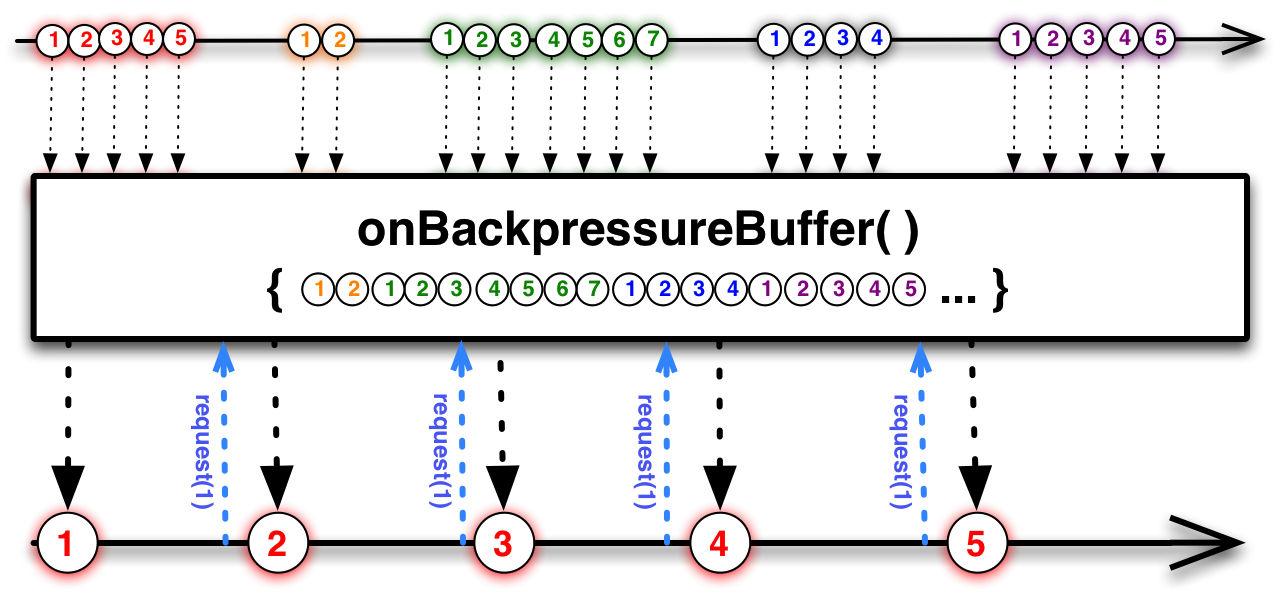 1 2 3 4 5 1 2 1 2 3 4 5 6 7 1 2 3 4 1 2 3 4 5
onBackpressureBuffer( )
{ 1 2 1 2 3 4 5 6 7 1 2 3 4 1 2 3 4 5 ... }
request(1)
request(1)
request(1)
request(1)
1 2 3 4 5